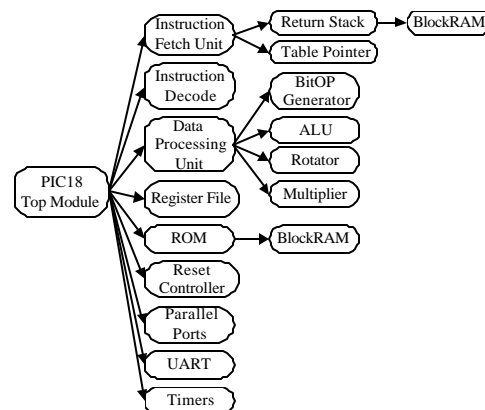 Instruction
Fetch Unit
Return Stack
BlockRAM
Table Pointer
Instruction
Decode
BitOP
Generator
Data
Processing
Unit
ALU
Rotator
Multiplier
PIC18
Top Module
Register File
ROM
BlockRAM
Reset
Controller
Parallel
Ports
UART
Timers